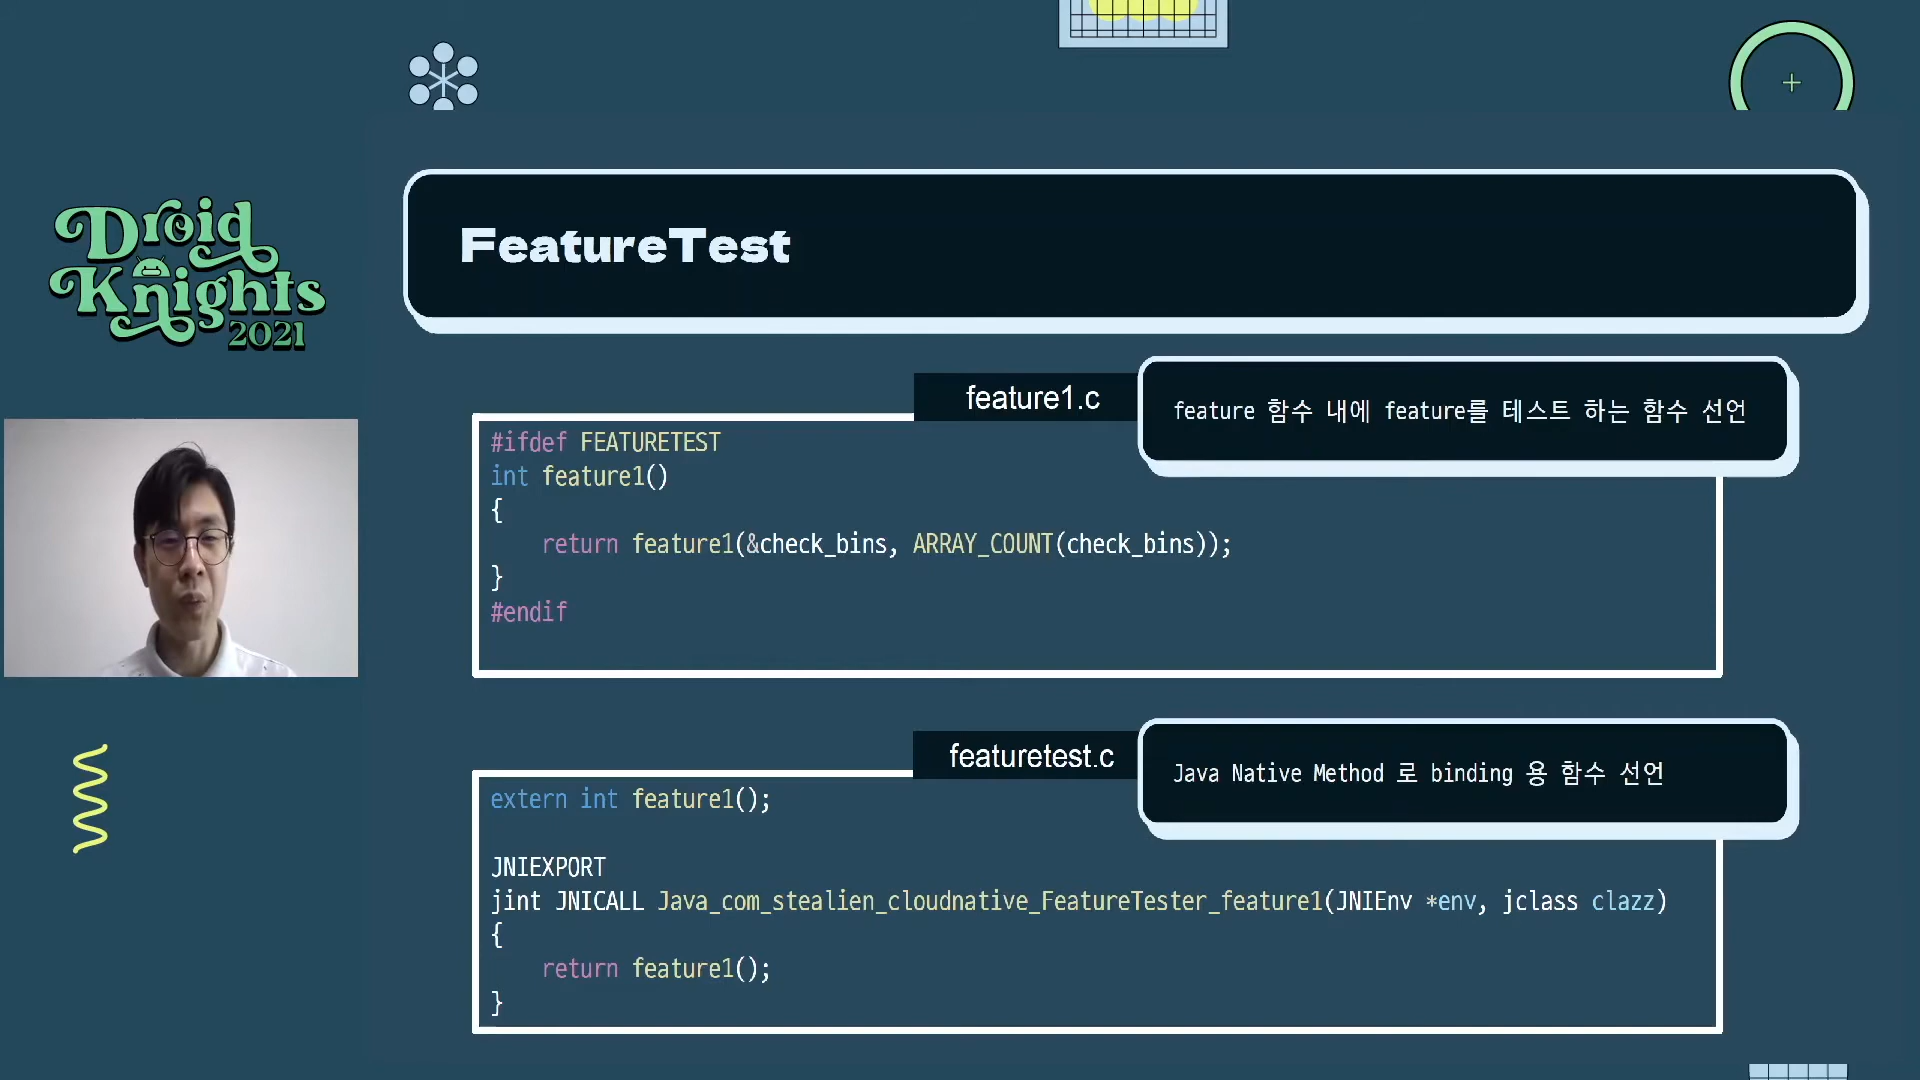 Droid
Knights
2021
FeatureTest
feature1.c
feature 함수 내에 feature를 테스트 하는 함수 선언
#ifdef FEATURETEST
int feature1()
{
    return feature1(&check_bins, ARRAY_COUNT(check_bins));
}
#endif
featuretest.c
Java Native Method 로 binding 용 함수 선언
extern int feature1();
JNIEXPORT
jint JNICALL Java_com_stealien_cloudnative_FeatureTester_feature1(JNIEnv *env, jclass clazz)
{
    return feature1();
}